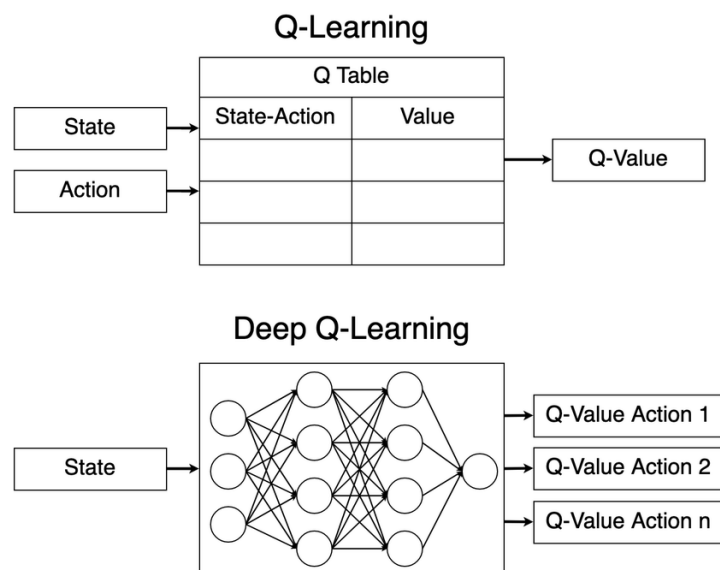 Q-Learning
Q Table
State-Action Value
State
Action
Q-Value
Deep Q-Learning
State
Q-Value Action 1
Q-Value Action 2
Q-Value Action n